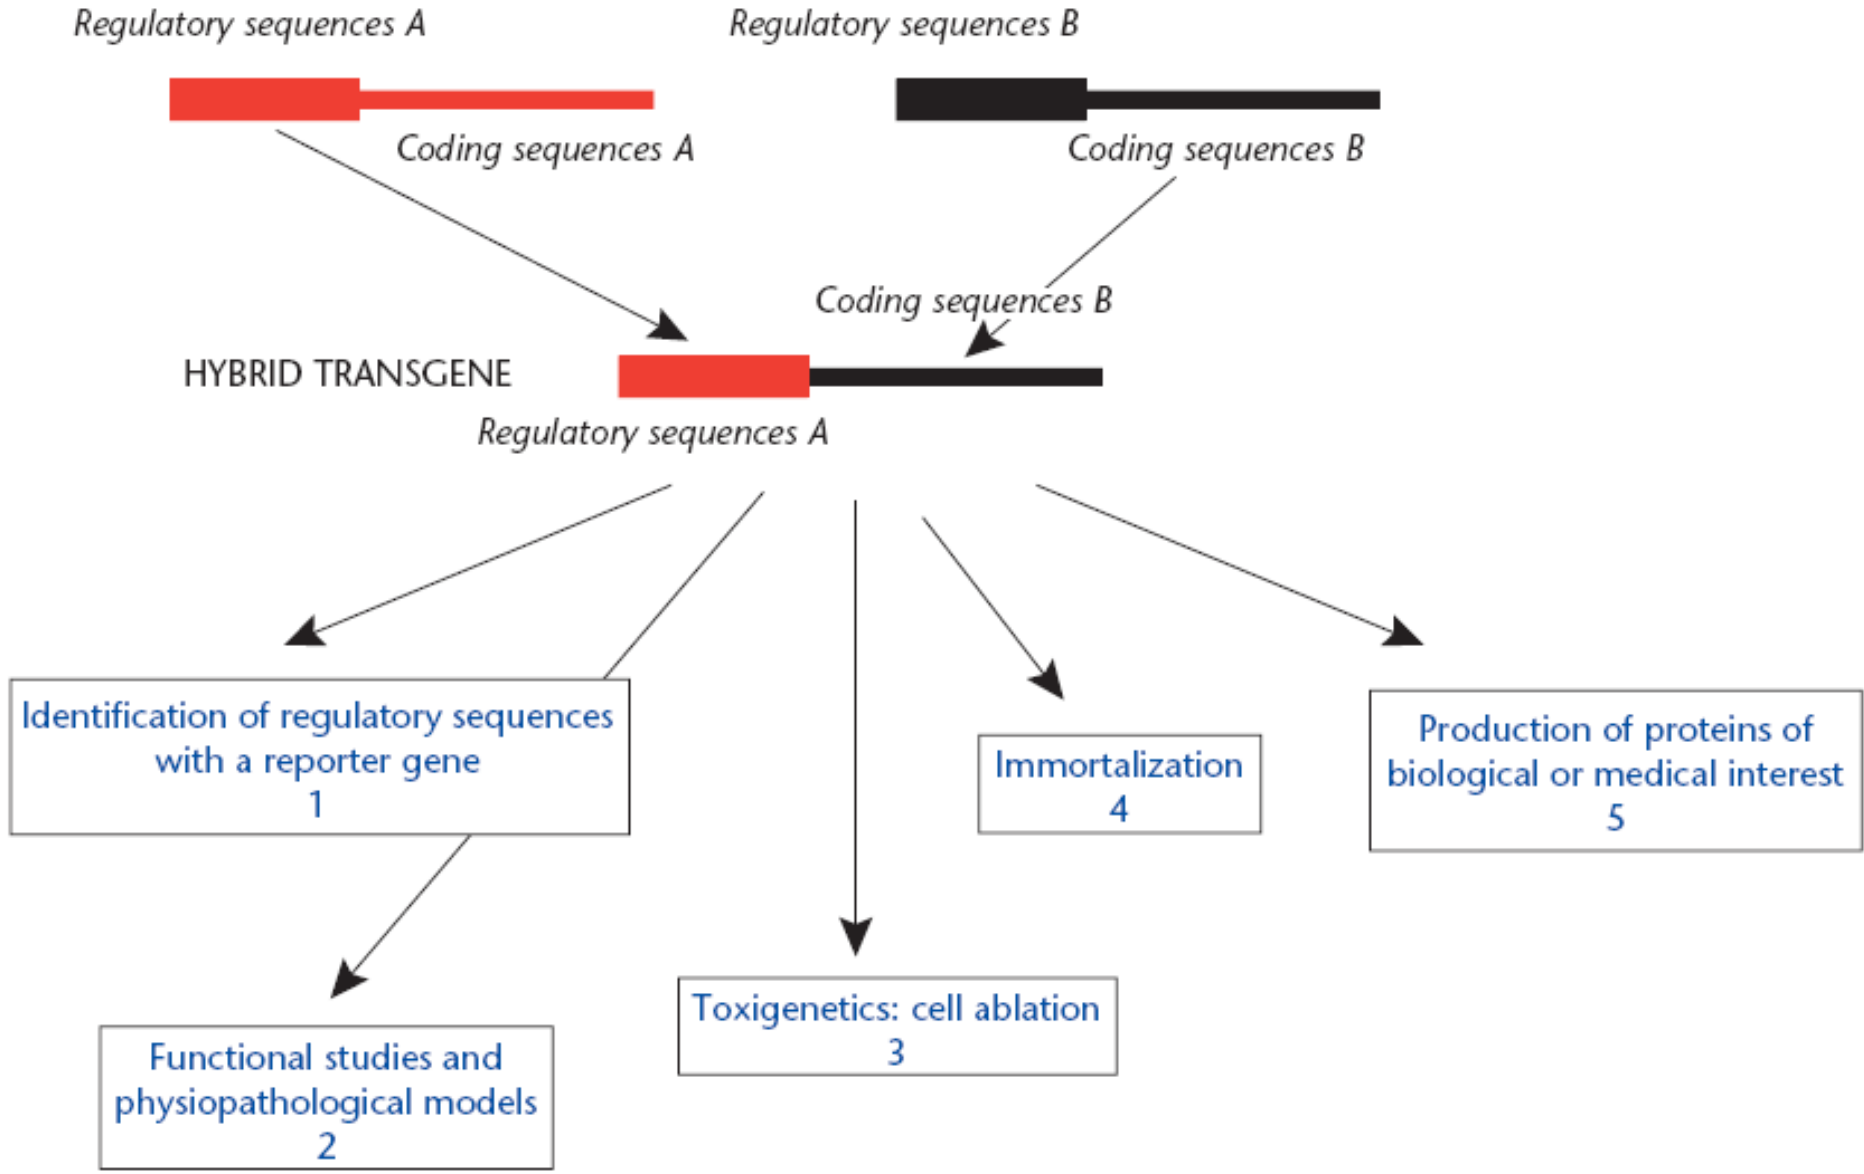 Regulatory sequences A
Regulatory sequences B
Coding sequences A
Coding sequences B
Coding sequences B
HYBRID TRANSGENE
Regulatory sequences A
Identification of regulatory sequences
with a reporter gene
1
Immortalization
4
Production of proteins of
biological or medical interest
5
Toxigenetics: cell ablation
3
Functional studies and
physiopathological models
2